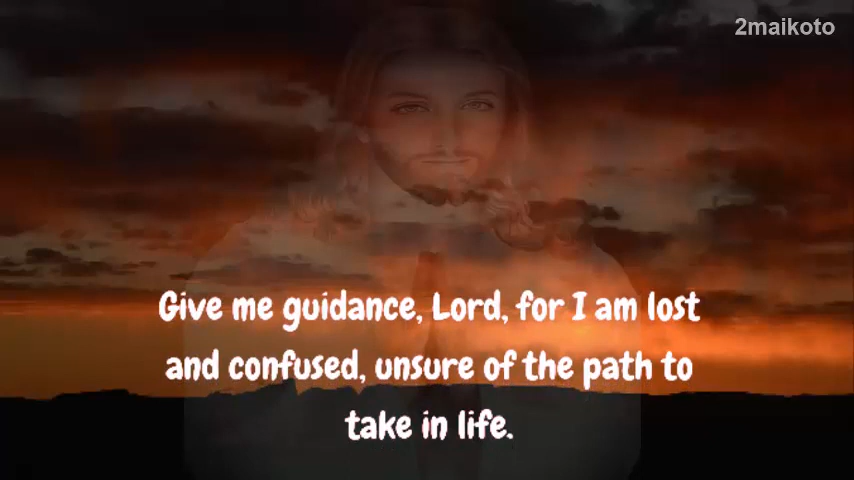 2maikoto
Give me guidance, Lord, for I am lost
and confused, unsure of the path to
take in life.